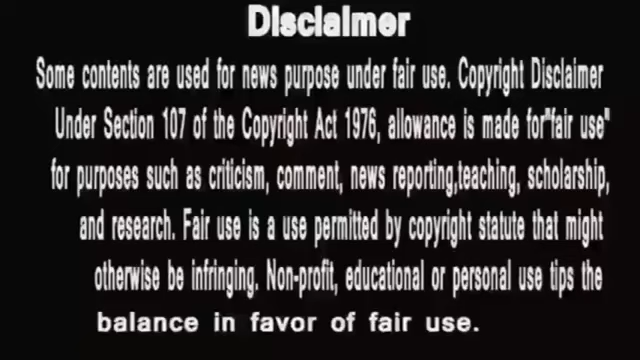 Disclaimer
Some contents are used for news purpose under fair use. Copyright Disclaimer
Under Section 107 of the Copyright Act 1976, allowance is made for"fair use"
for purposes such as criticism, comment, news reporting,teaching, scholarship,
and research. Fair use is a use permitted by copyright statute that might
otherwise be infringing. Non-profit, educational or personal use tips the
balance in favor of fair use.